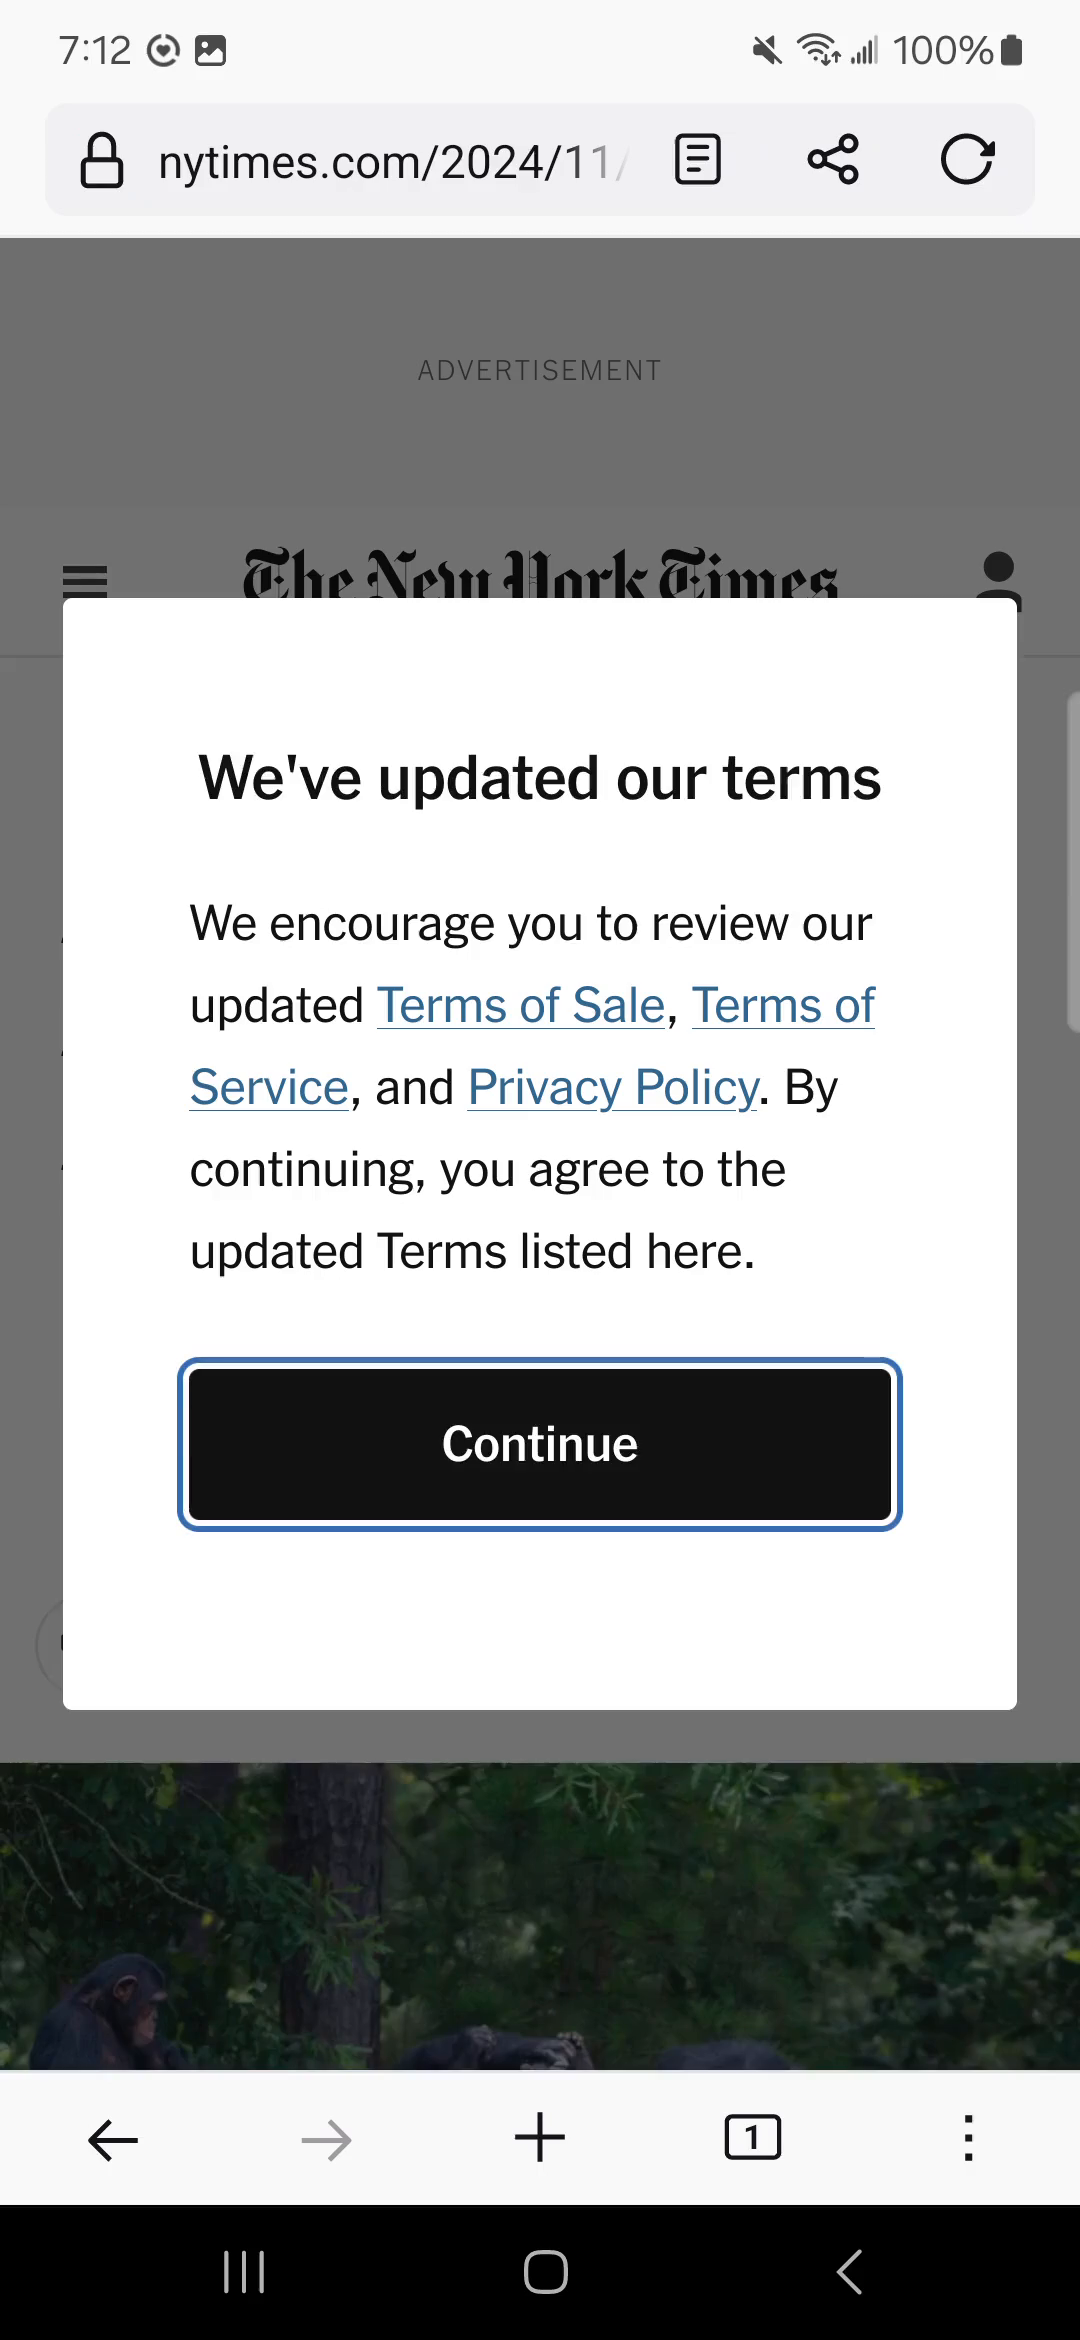 7:12
100%
nytimes.com/2024/11/
ADVERTISEMENT
The New York Times
We've updated our terms
We encourage you to review our
updated Terms of Sale, Terms of
Service, and Privacy Policy. By
continuing, you agree to the
updated Terms listed here.
Continue
1